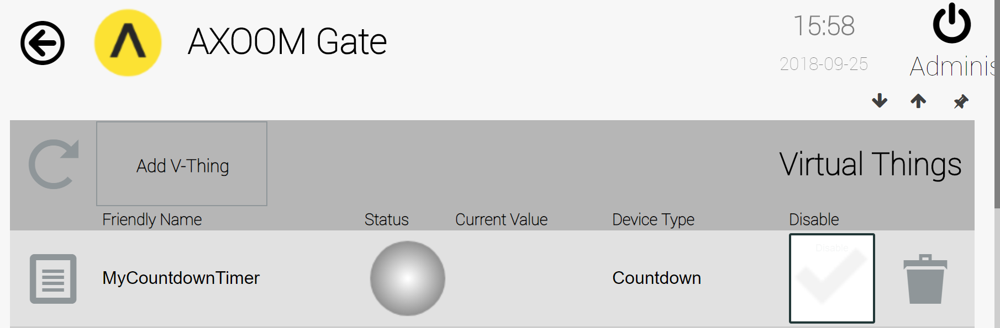 AXOOM Gate
15:58
2018-09-25
Adminis
Add V-Thing
Virtual Things
Friendly Name Status Current Value Device Type Disable
MyCountdownTimer Countdown Disable